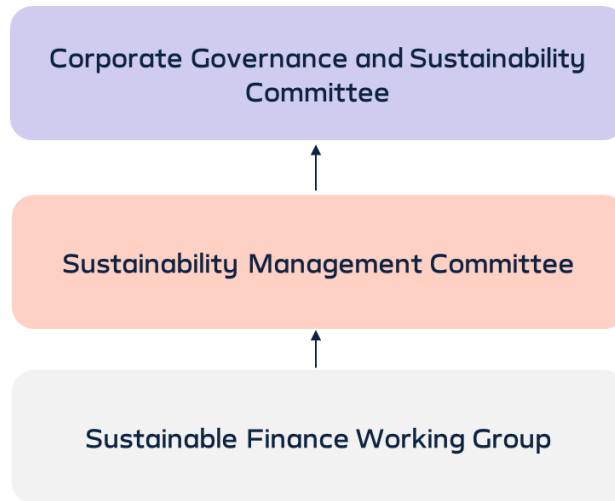 Corporate Governance and Sustainability
Committee
Sustainability Management Committee
Sustainable Finance Working Group